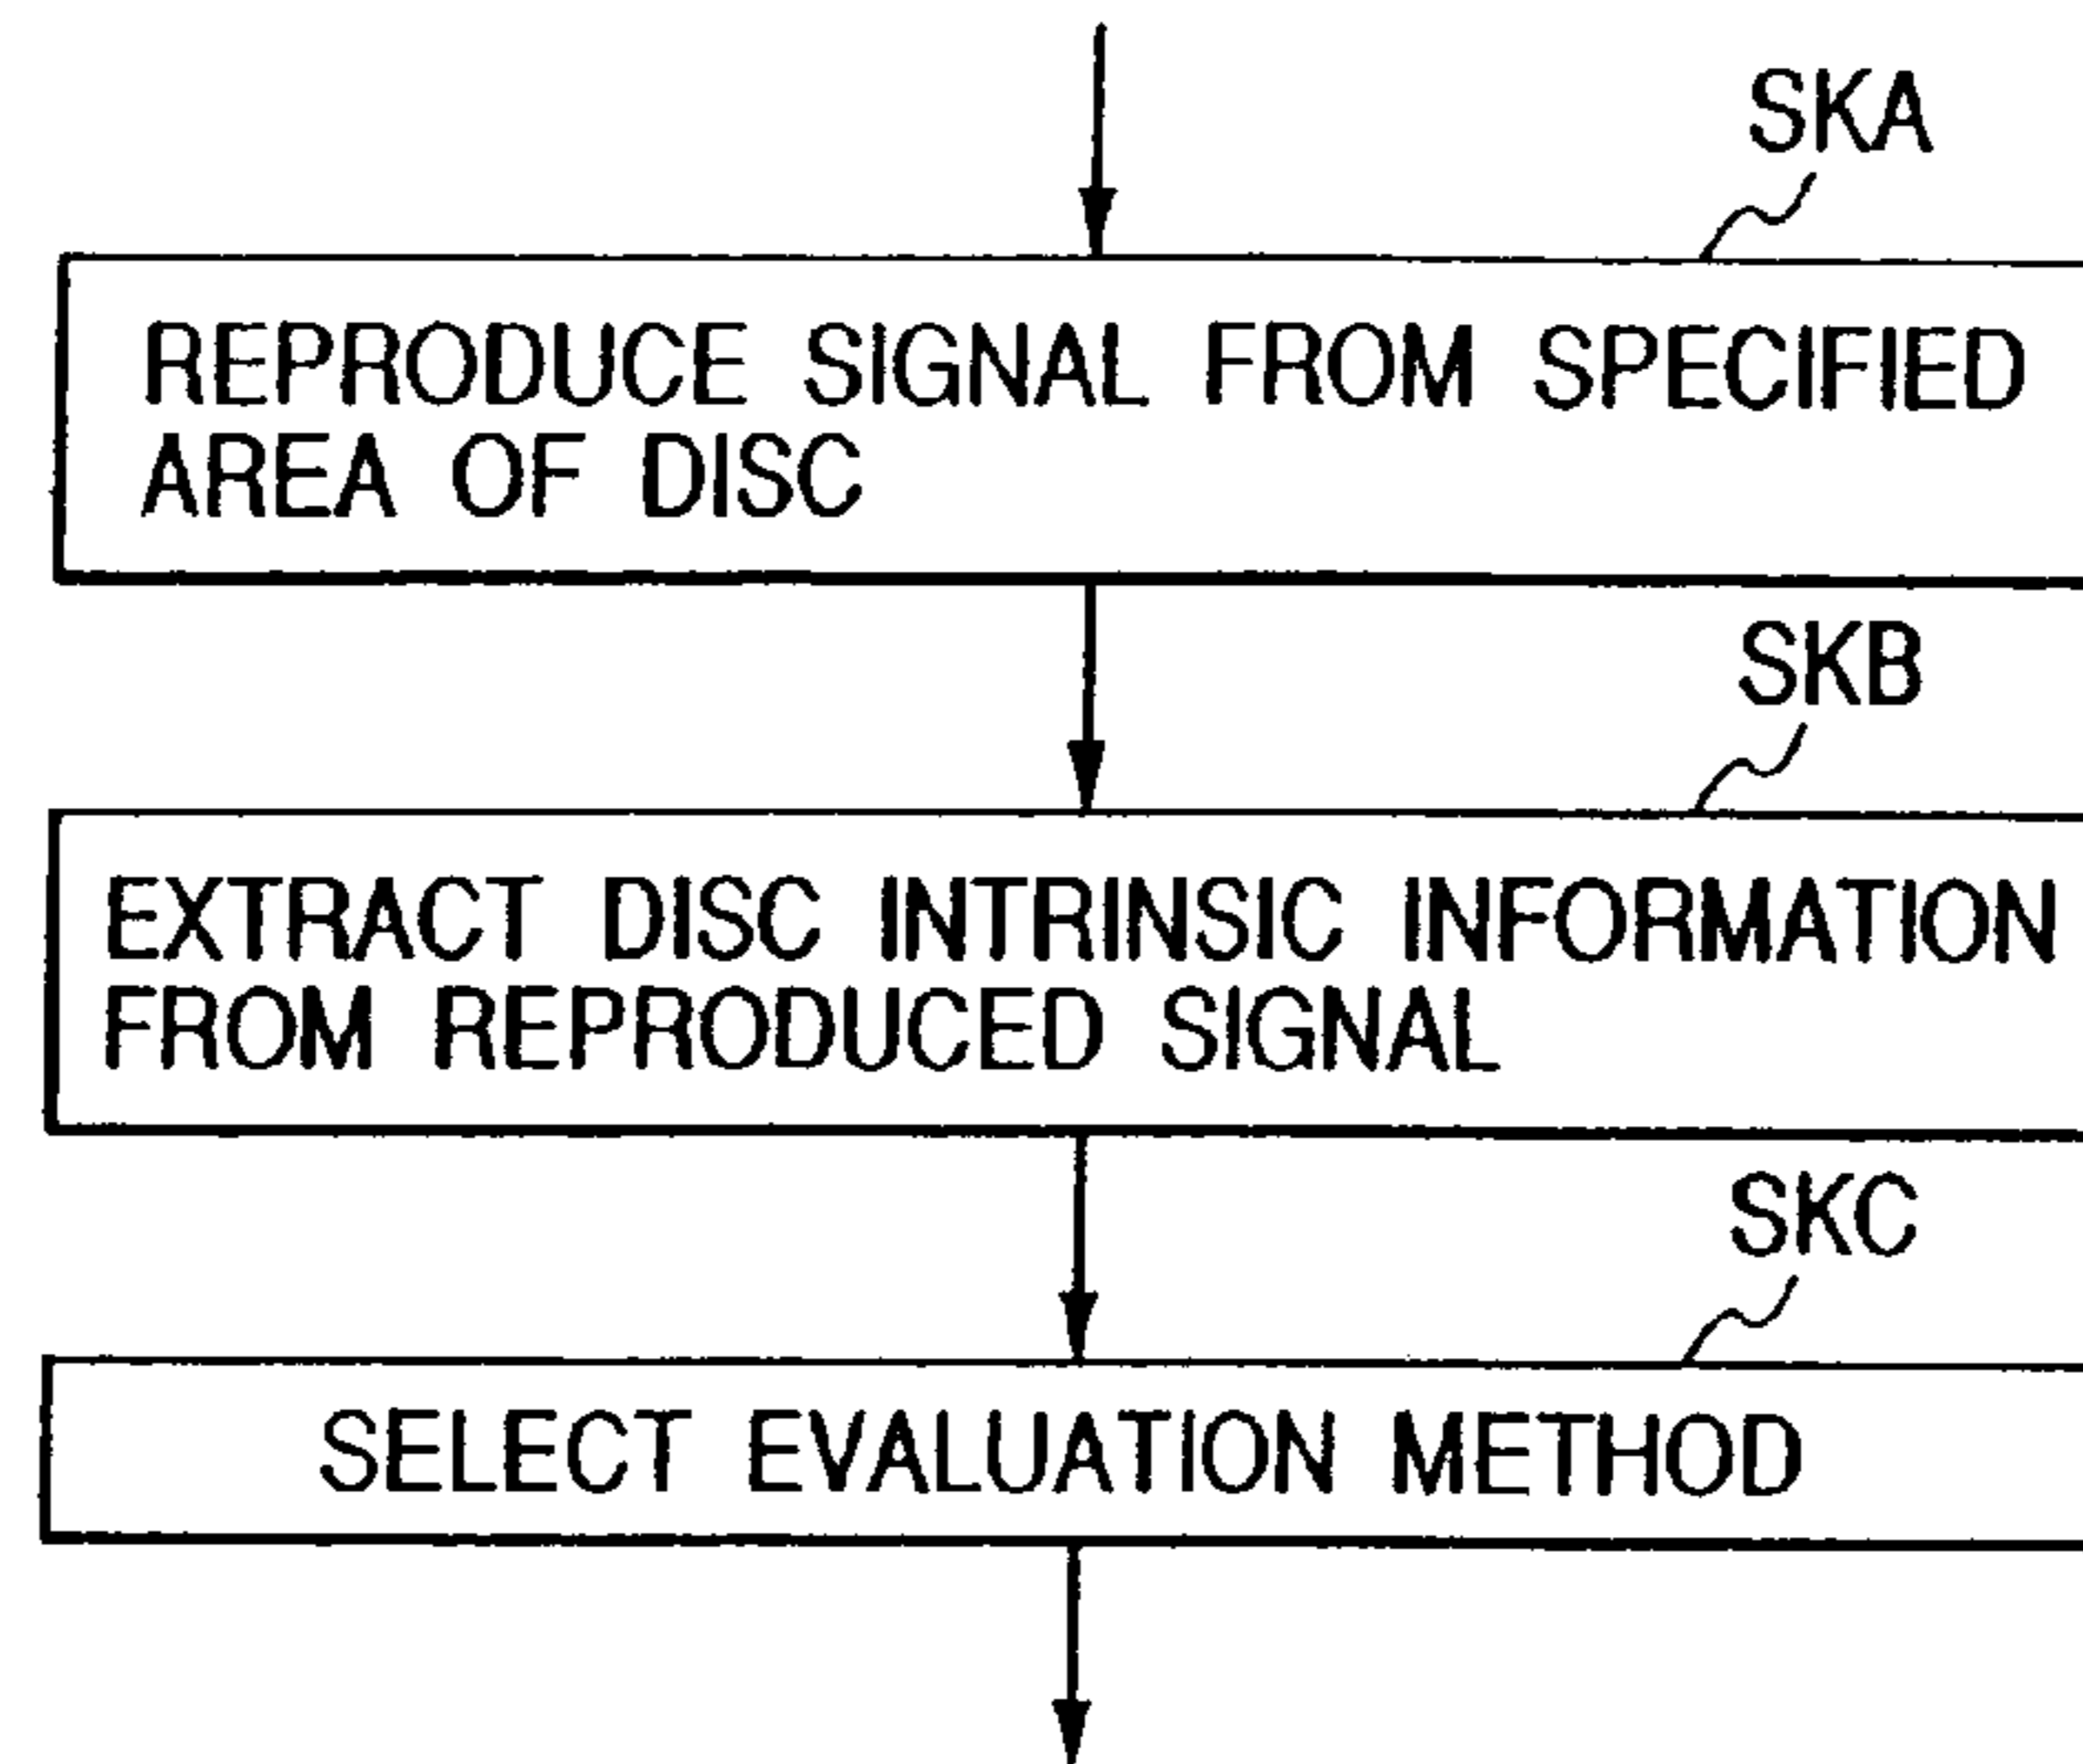 SKA
REPRODUCE SIGNAL FROM SPECIFIED
AREA OF DISC
SKB
EXTRACT DISC INTRINSIC INFORMATION
FROM REPRODUCED SIGNAL
SKC
SELECT EVALUATION METHOD